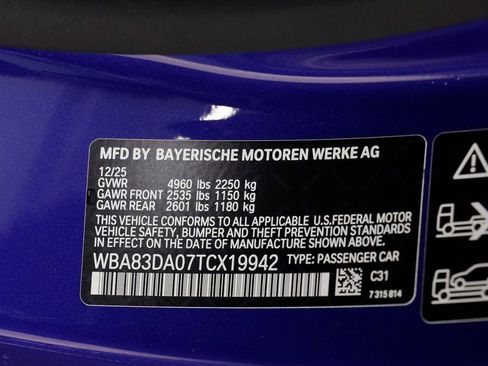 MFD BY BAYERISCHE MOTOREN WERKE AG
12/25
GVWR 4960 lbs 2250 kg
GAWR FRONT 2535 lbs 1150 kg
GAWR REAR 2601 lbs 1180 kg
THIS VEHICLE CONFORMS TO ALL APPLICABLE U.S.FEDERAL MOTOR
VEHICLE SAFETY, BUMPER AND THEFT PREVENTION STANDARDS
IN EFFECT ON THE DATE OF MANUFACTURE SHOWN ABOVE.
WBA83DA07TCX19942 TYPE: PASSENGER CAR
C31
7 315 814